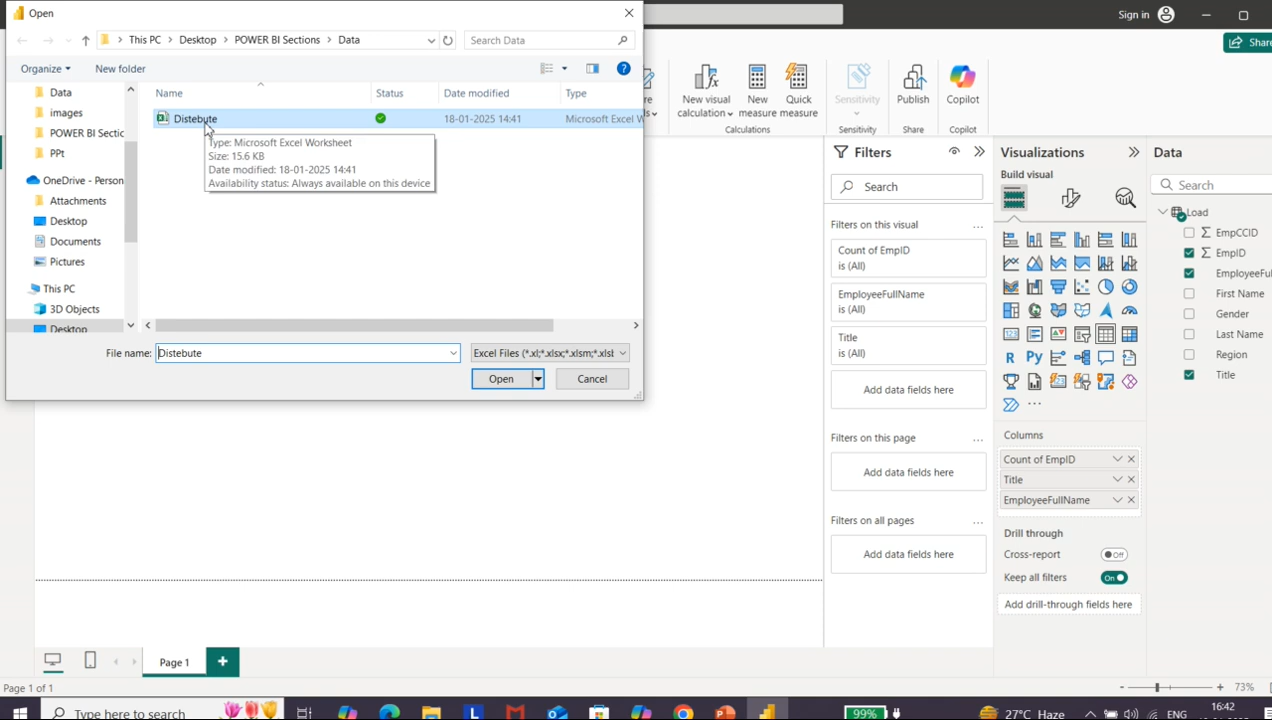 Open
Sign in
This PC
Desktop
POWER BI Sections
Data
Search Data
Share
Organize
New folder
New visual calculation
New measure
Quick measure
Sensitivity
Publish
Copilot
Calculations
Sensitivity
Share
Copilot
Data
images
POWER BI Sectic
PPt
OneDrive - Person
Attachments
Desktop
Documents
Pictures
This PC
3D Objects
Desktop
Name
Status
Date modified
Type
Distebute
18-01-2025 14:41
Microsoft Excel W
Type: Microsoft Excel Worksheet
Size: 15.6 KB
Date modified: 18-01-2025 14:41
Availability status: Always available on this device
File name:
Distebute
Excel Files (*.xl;*.xlsx;*.xlsm;*.xlsb
Open
Cancel
Filters
Search
Filters on this visual
...
Count of EmpID
is (All)
EmployeeFullName
is (All)
Title
is (All)
Add data fields here
Filters on this page
...
Add data fields here
Filters on all pages
...
Add data fields here
Visualizations
Build visual
R
Py
...
Columns
Count of EmpID
Title
EmployeeFullName
Drill through
Cross-report
Off
Keep all filters
On
Add drill-through fields here
Data
Search
Load
EmpCCID
EmpID
EmployeeFul
First Name
Gender
Last Name
Region
Title
Page 1
Page 1 of 1
73%
Type here to search
99%
27°C Haze
ENG
16:42